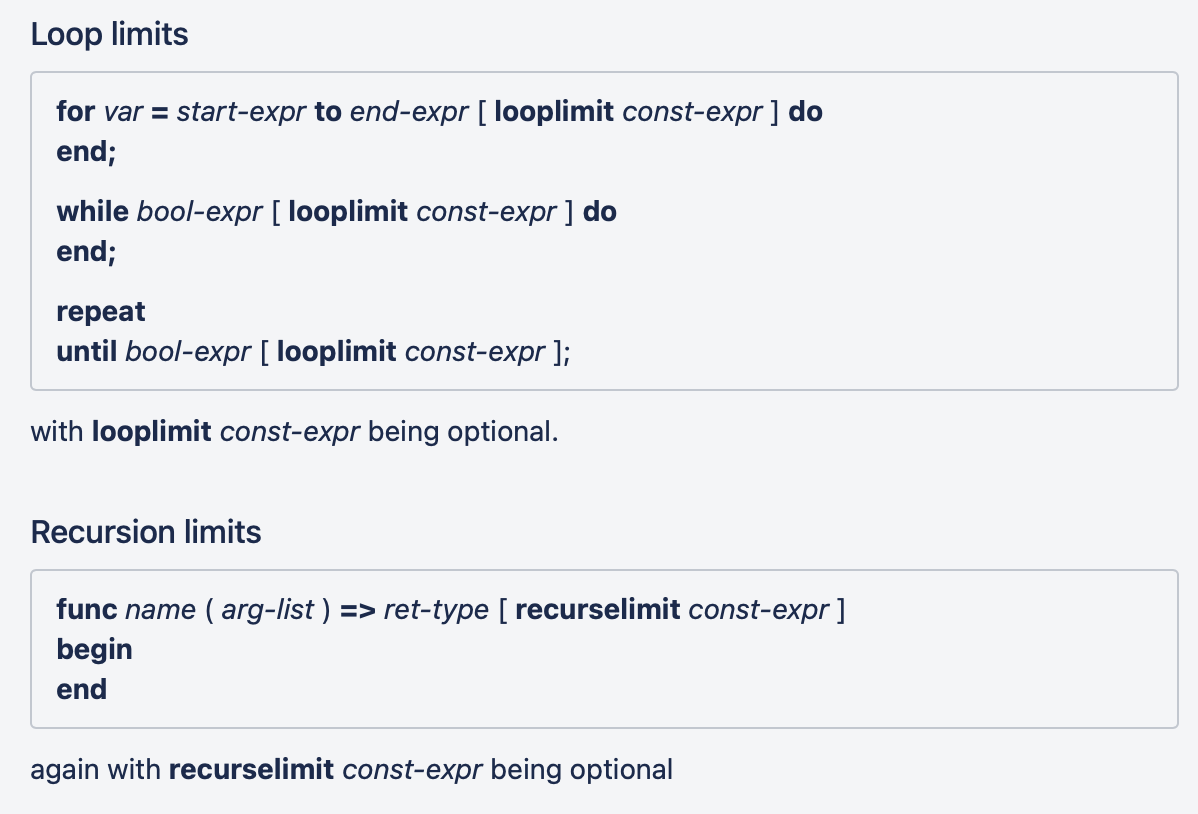 Loop limits
for var = start-expr to end-expr [ looplimit const-expr ] do
end;
while bool-expr [ looplimit const-expr ] do
end;
repeat
until bool-expr [ looplimit const-expr ];
with looplimit const-expr being optional.
Recursion limits
func name ( arg-list ) => ret-type [ recurselimit const-expr ]
begin
end
again with recurselimit const-expr being optional